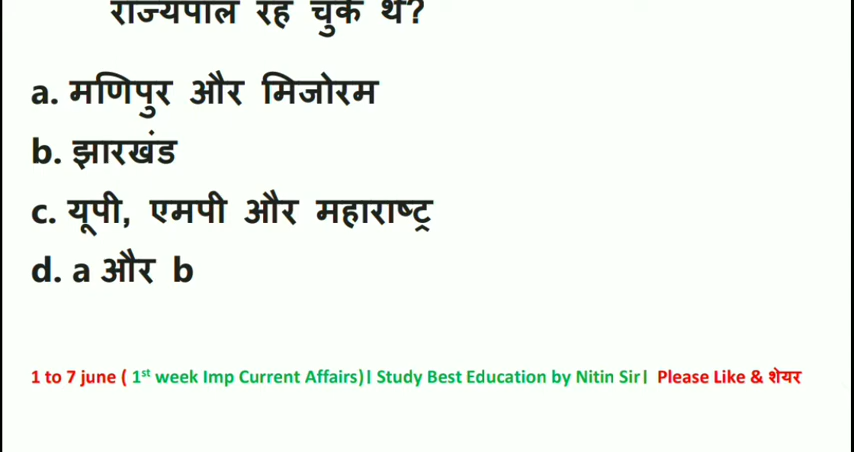 राज्यपाल रह चुके थे?
a. मणिपुर और मिजोरम
b. झारखंड
c. यूपी, एमपी और महाराष्ट्र
d. a और b
1 to 7 june ( 1st week Imp Current Affairs)। Study Best Education by Nitin Sir। Please Like & शेयर